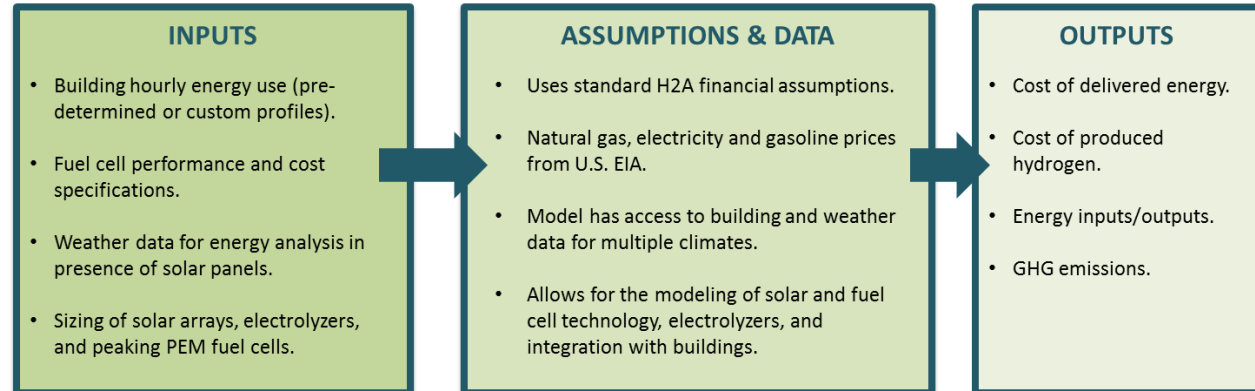 INPUTS
• Building hourly energy use (pre-
determined or custom profiles).
• Fuel cell performance and cost
specifications.
• Weather data for energy analysis in
presence of solar panels.
• Sizing of solar arrays, electrolyzers,
and peaking PEM fuel cells.
ASSUMPTIONS & DATA
• Uses standard H2A financial assumptions.
• Natural gas, electricity and gasoline prices
from U.S. EIA.
• Model has access to building and weather
data for multiple climates.
• Allows for the modeling of solar and fuel
cell technology, electrolyzers, and
integration with buildings.
OUTPUTS
• Cost of delivered energy.
• Cost of produced
hydrogen.
• Energy inputs/outputs.
• GHG emissions.